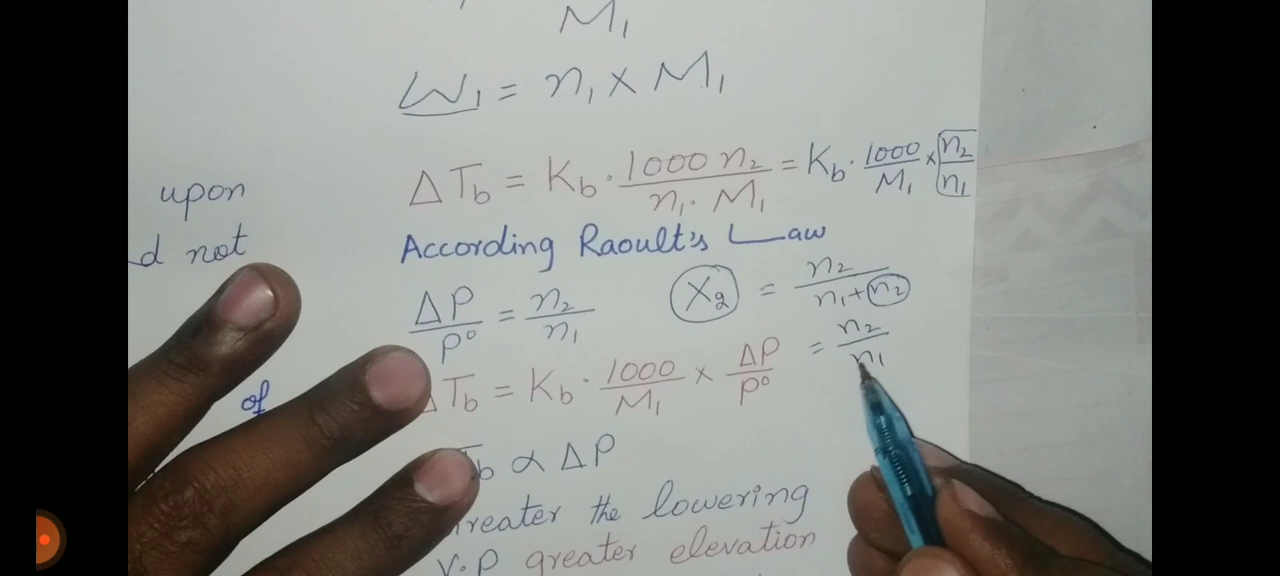 M₁
W₁ = n₁ × M₁
ΔT_b = K_b · 1000 n₂ / n₁ · M₁ = K_b · 1000 / M₁ × n₂ / n₁
upon
d not
According Raoult's Law
ΔP / P° = n₂ / n₁
X₂ = n₂ / n₁ + n₂
= n₂ / n₁
T_b = K_b · 1000 / M₁ × ΔP / P°
of
T_b ∝ ΔP
reater the lowering
V.P greater elevation